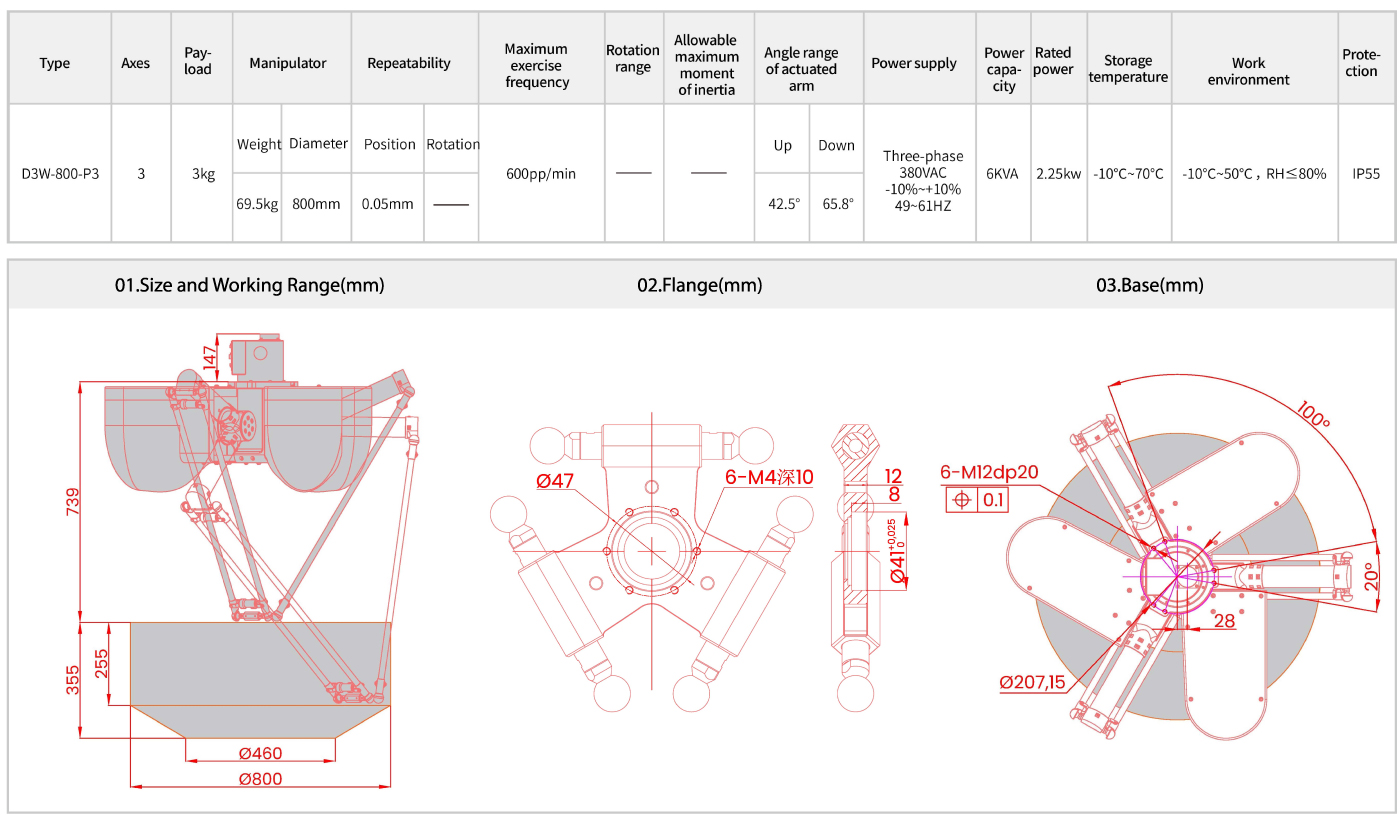 Type
Axes
Pay-
load
Manipulator
Repeatability
Maximum
exercise
frequency
Rotation
range
Allowable
maximum
moment
of inertia
Angle range
of actuated
arm
Power supply
Power
capa-
city
Rated
power
Storage
temperature
Work
environment
Prote-
ction
D3W-800-P3
3
3kg
Weight
Diameter
Position
Rotation
69.5kg
800mm
0.05mm
——
600pp/min
——
——
Up
Down
42.5°
65.8°
Three-phase
380VAC
-10%~+10%
49~61HZ
6KVA
2.25kw
-10℃~70℃
-10℃~50℃ , RH≤80%
IP55
01.Size and Working Range(mm)
02.Flange(mm)
03.Base(mm)
147
739
355
255
Ø460
Ø800
Ø47
6-M4深10
12
8
Ø41 +0,025 0
100°
6-M12dp20
0.1
20°
28
Ø207,15